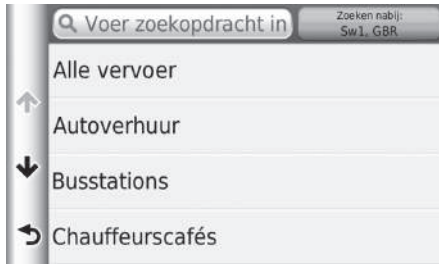 Voer zoekopdracht in
Zoeken nabij:
Sw1, GBR
Alle vervoer
Autoverhuur
Busstations
Chauffeurscafés